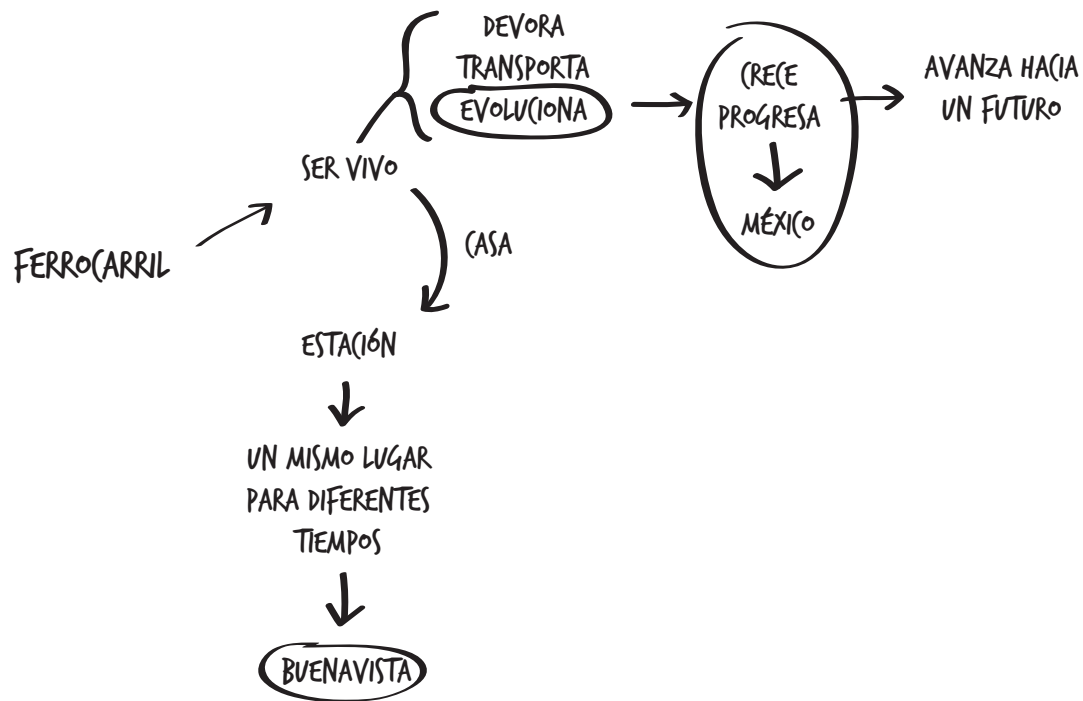 DEVORA
TRANSPORTA
EVOLUCIONA
CRECE
PROGRESA
MÉXICO
AVANZA HACIA
UN FUTURO
SER VIVO
FERROCARRIL
CASA
ESTACIÓN
UN MISMO LUGAR
PARA DIFERENTES
TIEMPOS
BUENAVISTA